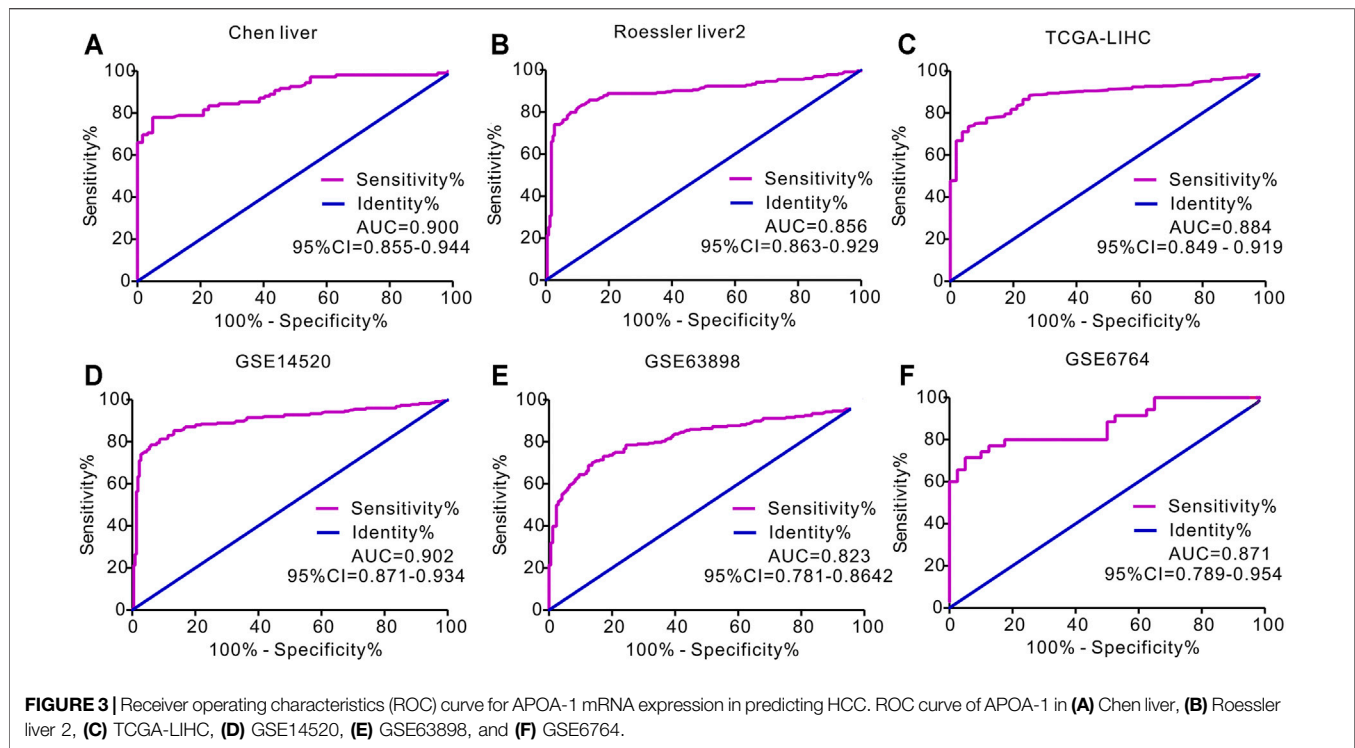 A
Chen liver
100
80
60
40
20
0
Sensitivity%
Sensitivity%
Identity%
AUC=0.900
95%CI=0.855-0.944
0 20 40 60 80 100
100% - Specificity%
B
Roessler liver2
100
80
60
40
20
0
Sensitivity%
Sensitivity%
Identity%
AUC=0.856
95%CI=0.863-0.929
0 20 40 60 80 100
100% - Specificity%
C
TCGA-LIHC
100
80
60
40
20
0
Sensitivity%
Sensitivity%
Identity%
AUC=0.884
95%CI=0.849 - 0.919
0 20 40 60 80 100
100% - Specificity%
D
GSE14520
100
80
60
40
20
0
Sensitivity%
Sensitivity%
Identity%
AUC=0.902
95%CI=0.871-0.934
0 20 40 60 80 100
100% - Specificity%
E
GSE63898
100
80
60
40
20
0
Sensitivity%
Sensitivity%
Identity%
AUC=0.823
95%CI=0.781-0.8642
0 20 40 60 80 100
100% - Specificity%
F
GSE6764
100
80
60
40
20
0
Sensitivity%
Sensitivity%
Identity%
AUC=0.871
95%CI=0.789-0.954
0 20 40 60 80 100
100% - Specificity%
FIGURE 3 | Receiver operating characteristics (ROC) curve for APOA-1 mRNA expression in predicting HCC. ROC curve of APOA-1 in (A) Chen liver, (B) Roessler
liver 2, (C) TCGA-LIHC, (D) GSE14520, (E) GSE63898, and (F) GSE6764.